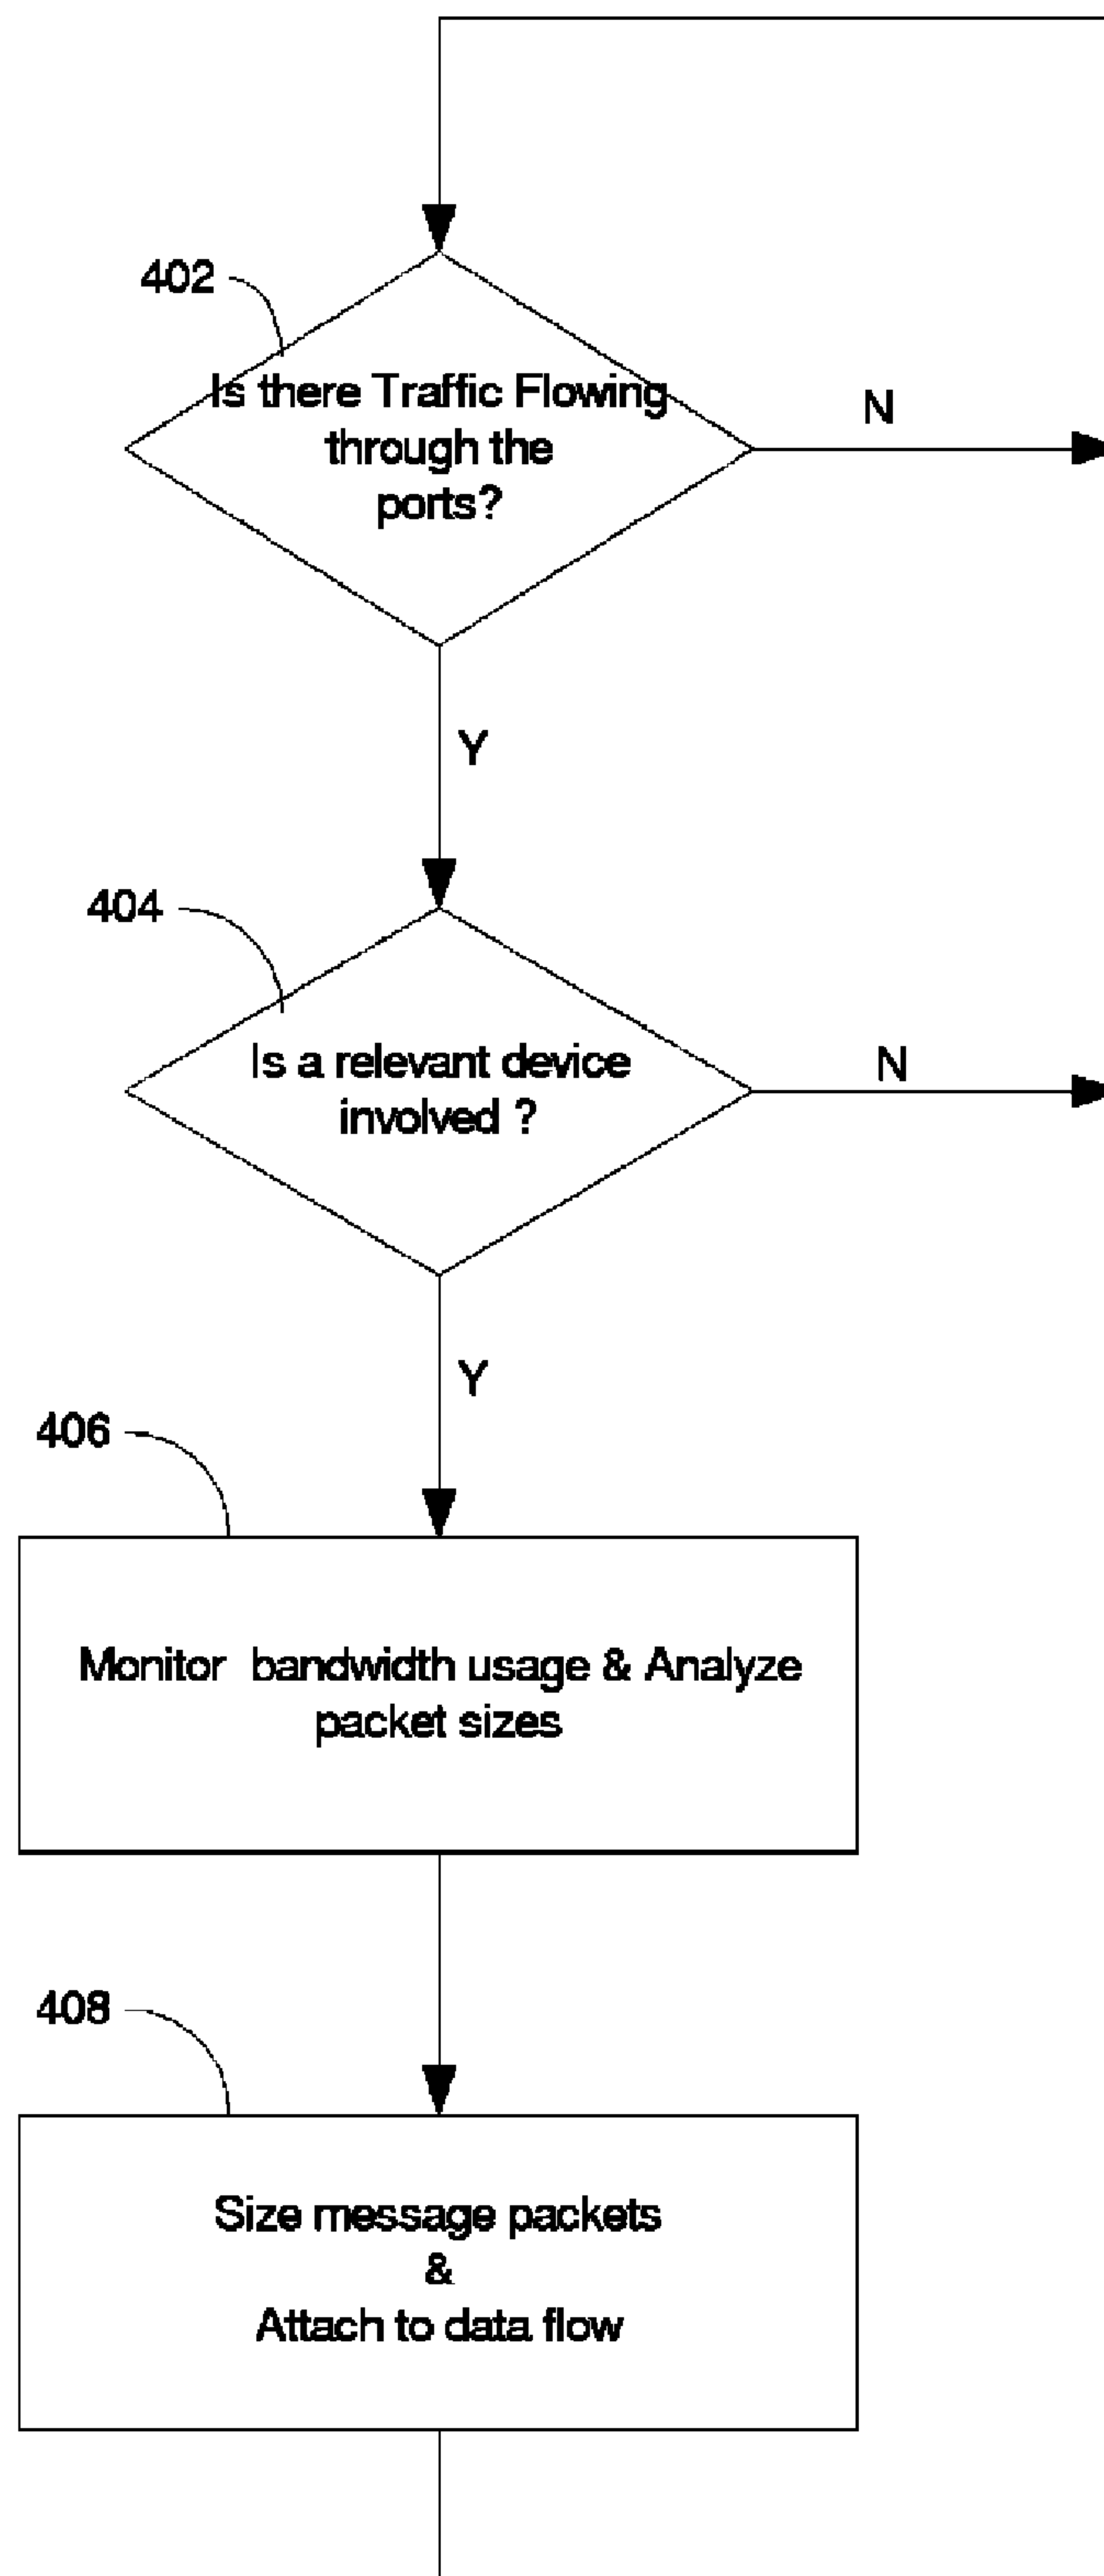 402
Is there Traffic Flowing
through the
ports?
N
Y
404
Is a relevant device
involved ?
N
Y
406
Monitor bandwidth usage & Analyze
packet sizes
408
Size message packets
&
Attach to data flow